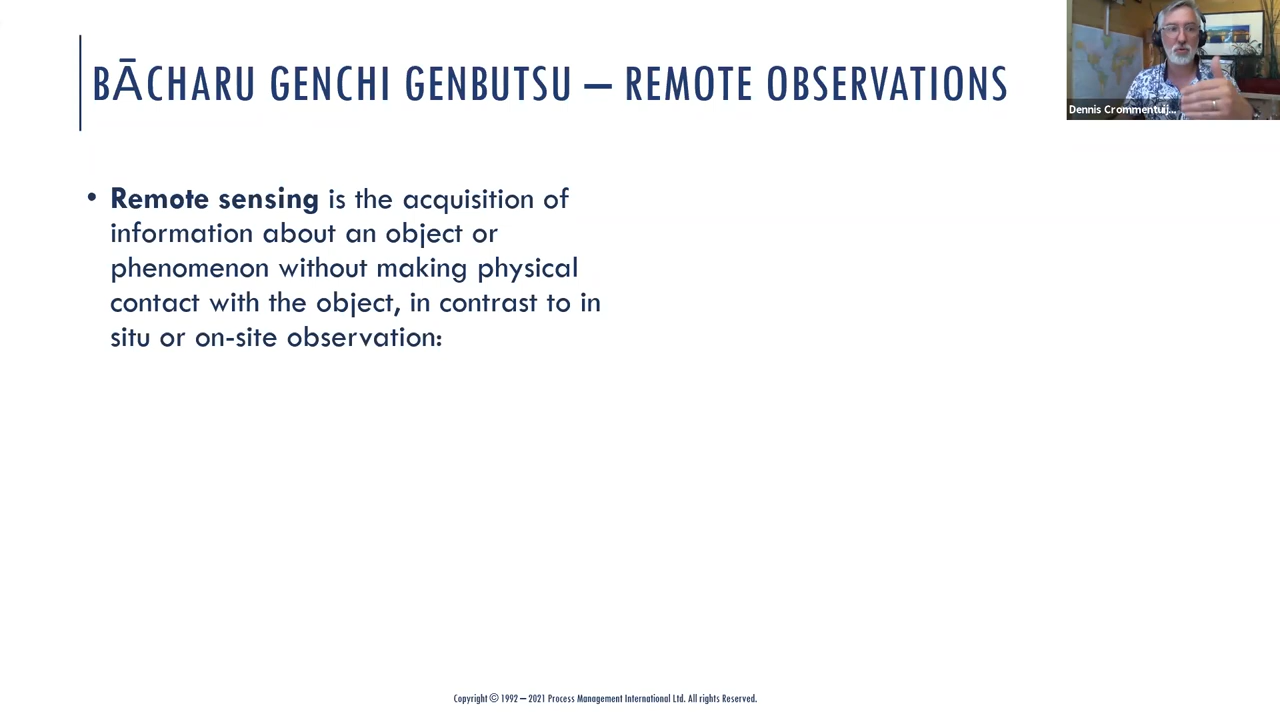 BĀCHARU GENCHI GENBUTSU – REMOTE OBSERVATIONS
Dennis Crommentuij...
• Remote sensing is the acquisition of
information about an object or
phenomenon without making physical
contact with the object, in contrast to in
situ or on-site observation:
Copyright © 1992 – 2021 Process Management International Ltd. All rights Reserved.